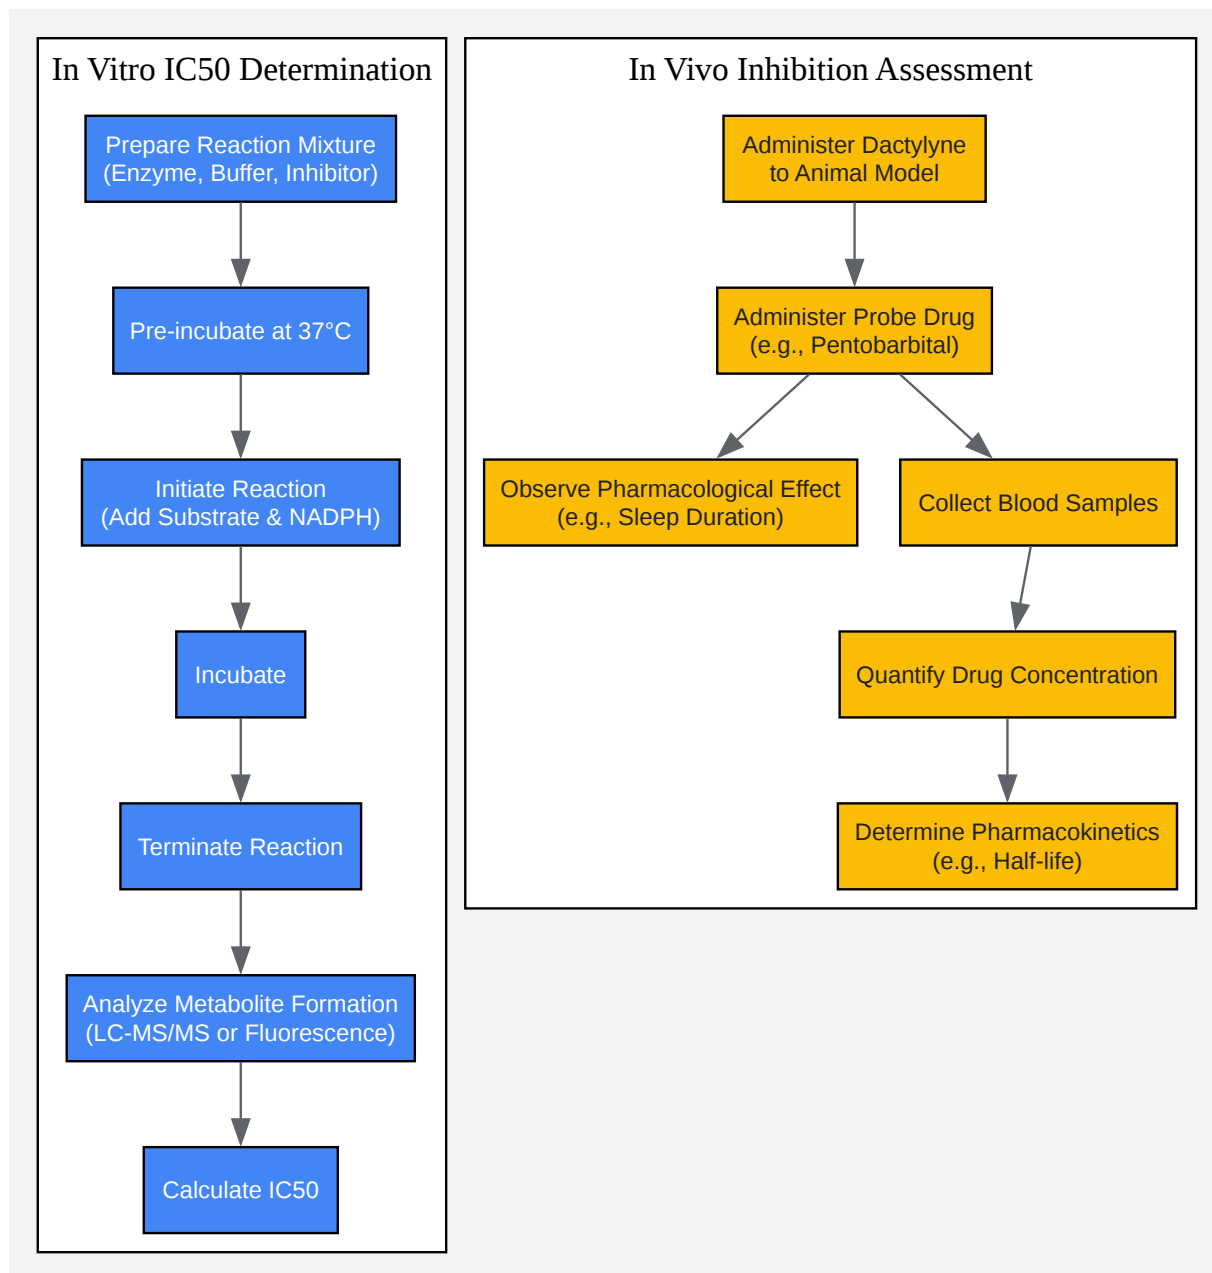 In Vitro IC50 Determination
Prepare Reaction Mixture
(Enzyme, Buffer, Inhibitor)
Pre-incubate at 37°C
Initiate Reaction
(Add Substrate & NADPH)
Incubate
Terminate Reaction
Analyze Metabolite Formation
(LC-MS/MS or Fluorescence)
Calculate IC50
In Vivo Inhibition Assessment
Administer Dactylyne
to Animal Model
Administer Probe Drug
(e.g., Pentobarbital)
Observe Pharmacological Effect
(e.g., Sleep Duration)
Collect Blood Samples
Quantify Drug Concentration
Determine Pharmacokinetics
(e.g., Half-life)